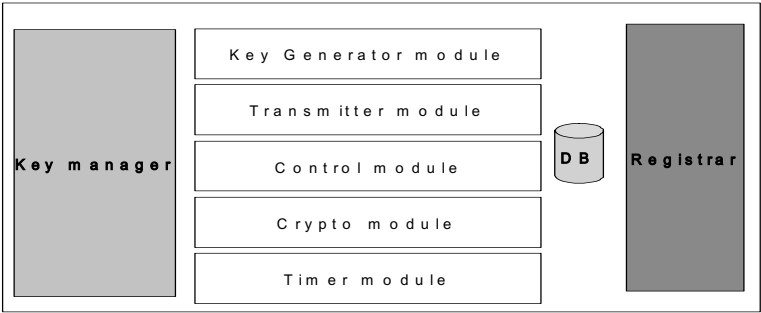 Key Generator module
Transmitter module
Key manager
Control module
DB
Registrar
Crypto module
Timer module